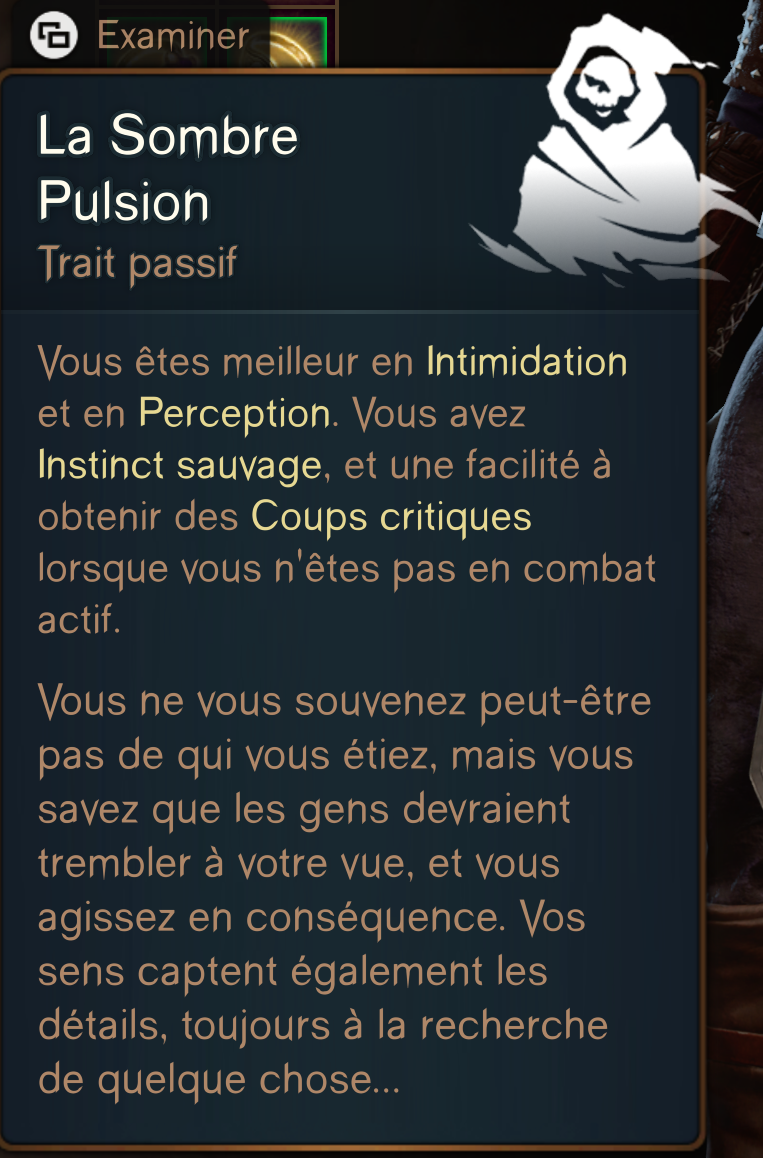 Examiner
La Sombre
Pulsion
Trait passif
Vous êtes meilleur en Intimidation
et en Perception. Vous avez
Instinct sauvage, et une facilité à
obtenir des Coups critiques
lorsque vous n'êtes pas en combat
actif.
Vous ne vous souvenez peut-être
pas de qui vous étiez, mais vous
savez que les gens devraient
trembler à votre vue, et vous
agissez en conséquence. Vos
sens captent également les
détails, toujours à la recherche
de quelque chose...